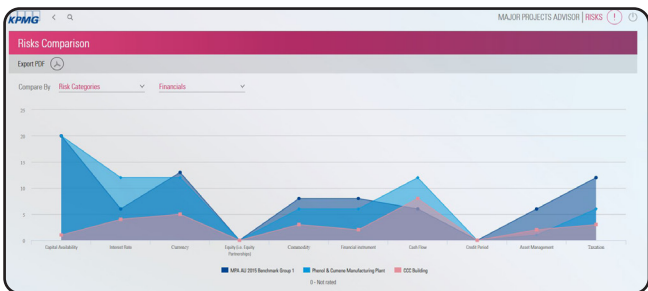 KPMG
MAJOR PROJECTS ADVISOR | RISKS
Risks Comparison
Export PDF
Compare By Risk Categories Financials
25
20
15
10
5
0
Capital Availability Interest Rate Currency Equity (i.e. Equity Partnerships) Commodity Financial Instrument Cash Flow Credit Period Asset Management Taxation
MPA AU 2015 Benchmark Group 1 Phenol & Cumene Manufacturing Plant CCC Building
0 - Not rated